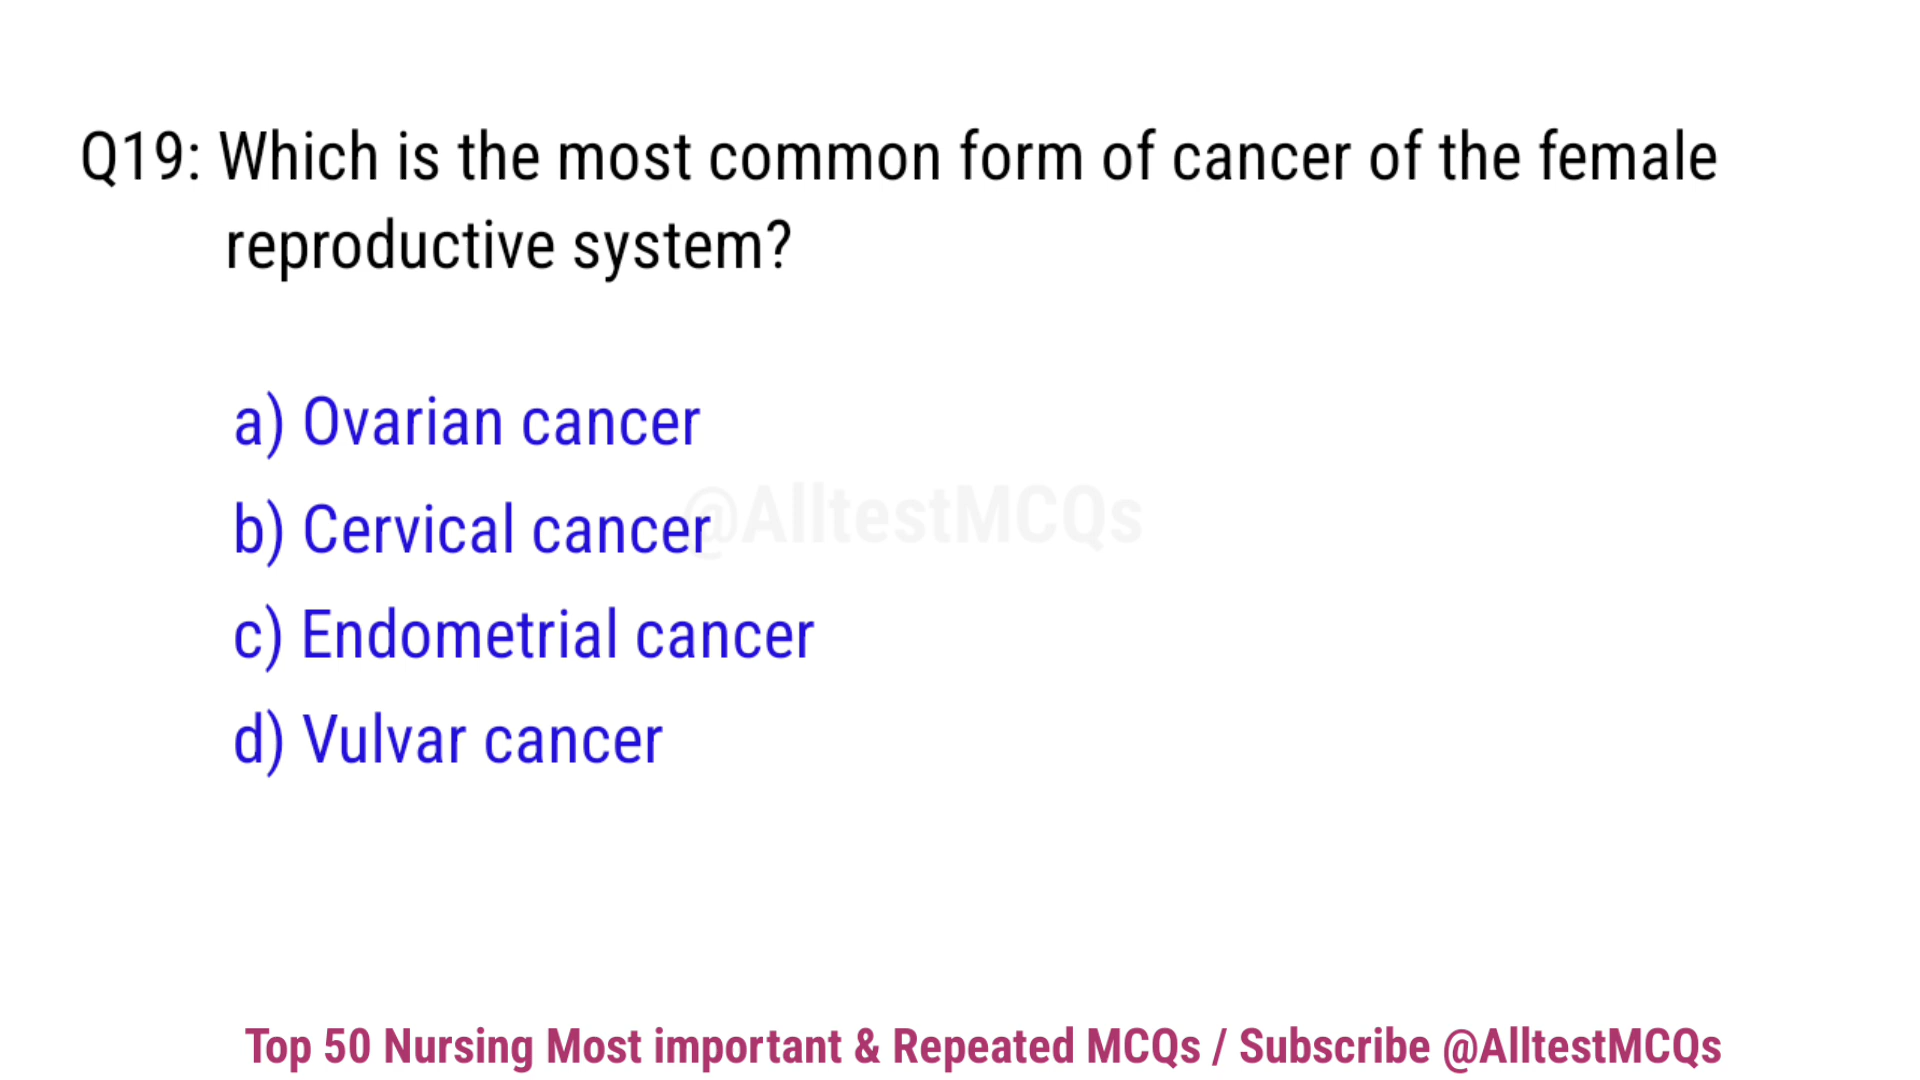 Q19: Which is the most common form of cancer of the female
reproductive system?
a) Ovarian cancer
@AlltestMCQs
b) Cervical cancer
c) Endometrial cancer
d) Vulvar cancer
Top 50 Nursing Most important & Repeated MCQs / Subscribe @AlltestMCQs